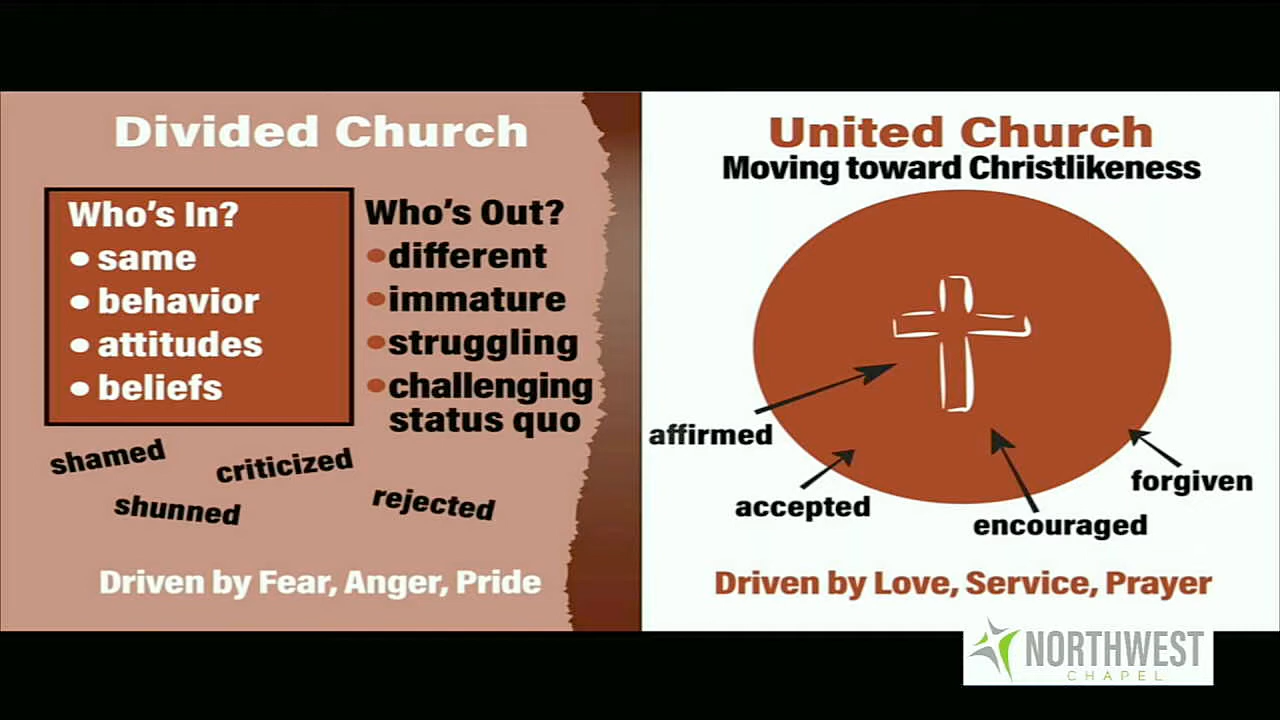 Divided Church
Who's In?
• same
• behavior
• attitudes
• beliefs
Who's Out?
• different
• immature
• struggling
• challenging
status quo
shamed
criticized
shunned
rejected
Driven by Fear, Anger, Pride
United Church
Moving toward Christlikeness
affirmed
accepted
encouraged
forgiven
Driven by Love, Service, Prayer
NORTHWEST
CHAPEL